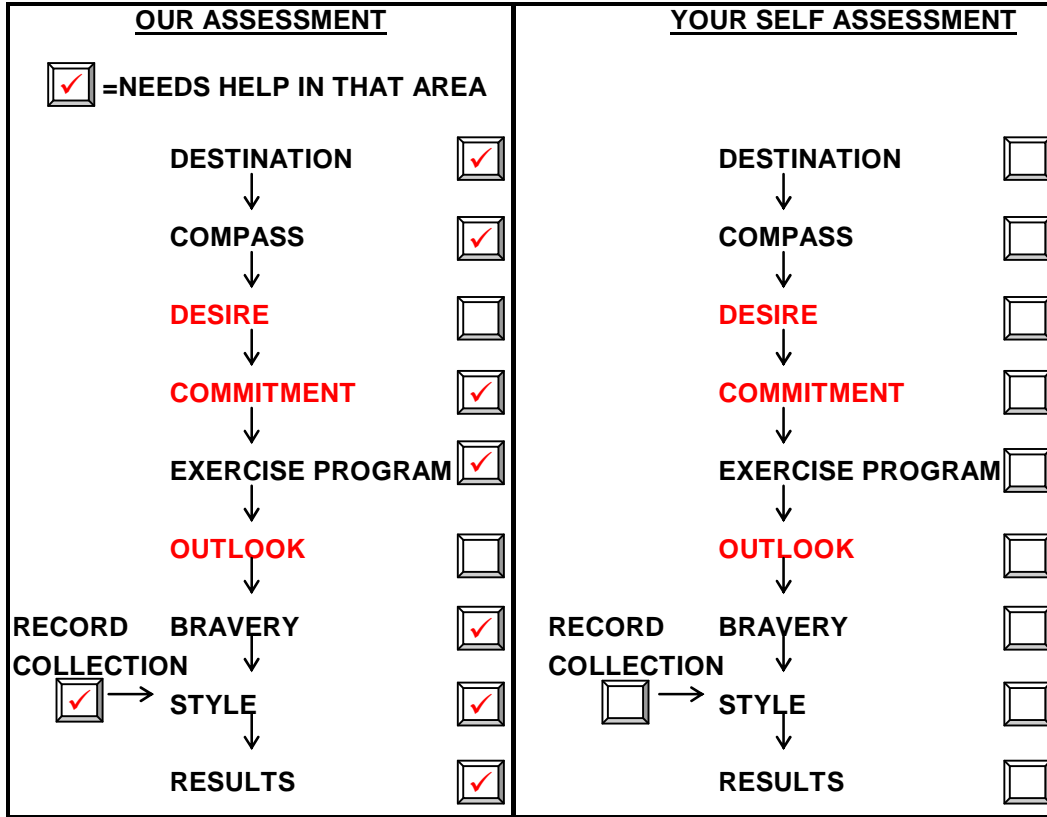 OUR ASSESSMENT
=NEEDS HELP IN THAT AREA
DESTINATION
COMPASS
DESIRE
COMMITMENT
EXERCISE PROGRAM
OUTLOOK
RECORD BRAVERY
COLLECTION
STYLE
RESULTS
YOUR SELF ASSESSMENT
DESTINATION
COMPASS
DESIRE
COMMITMENT
EXERCISE PROGRAM
OUTLOOK
RECORD BRAVERY
COLLECTION
STYLE
RESULTS